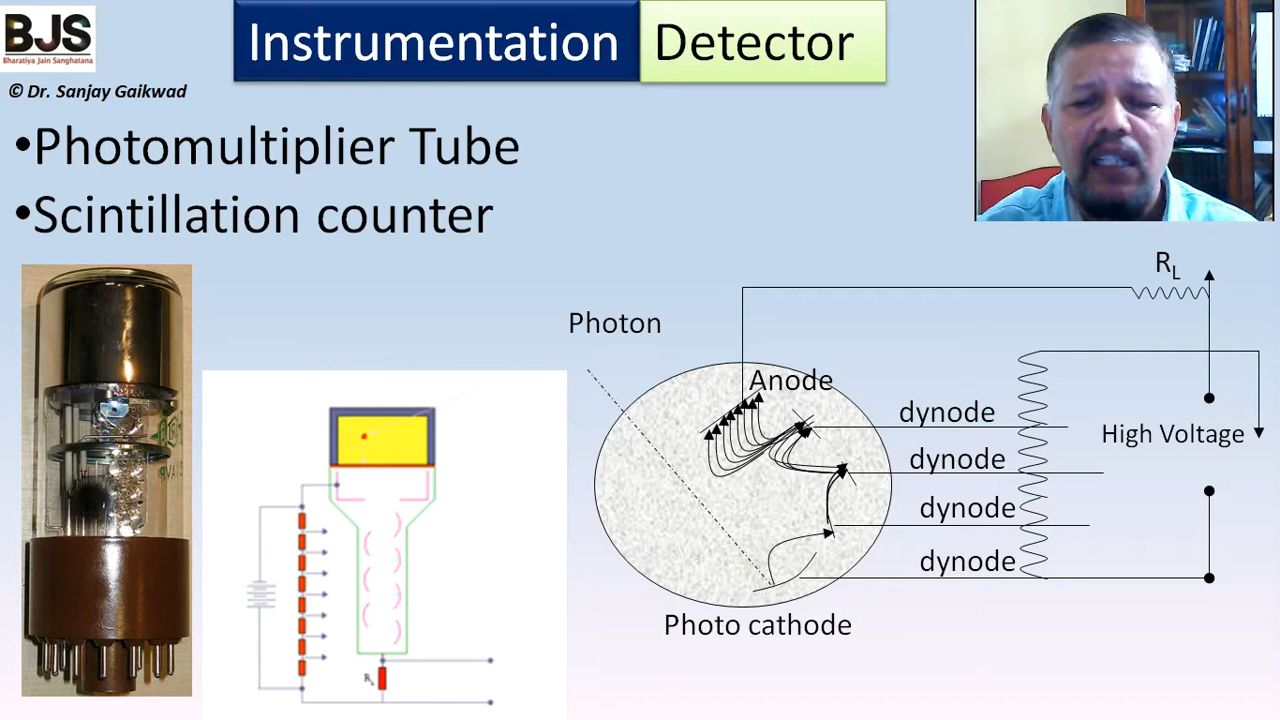 BJS
Bharatiya Jain Sanghatana
Instrumentation Detector
© Dr. Sanjay Gaikwad
•Photomultiplier Tube
•Scintillation counter
RL
Photon
Anode
dynode
High Voltage
dynode
dynode
dynode
Photo cathode
RL